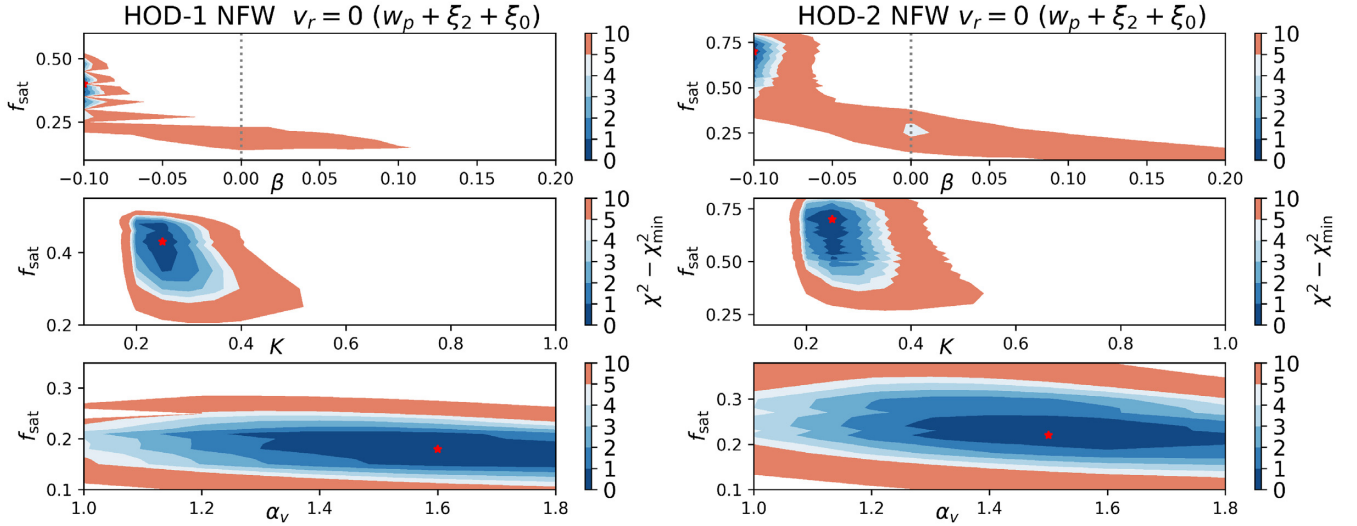 HOD-1 NFW v_r = 0 (w_p + ξ_2 + ξ_0)
HOD-2 NFW v_r = 0 (w_p + ξ_2 + ξ_0)
f_sat
0.50
0.25
−0.10 −0.05 0.00 0.05 0.10 0.15 0.20
β
10
5
4
3
2
1
0
f_sat
0.75
0.50
0.25
−0.10 −0.05 0.00 0.05 0.10 0.15 0.20
β
10
5
4
3
2
1
0
f_sat
0.4
0.2
0.2 0.4 0.6 0.8 1.0
K
10
5
4
3
2
1
0
χ² − χ²_min
f_sat
0.75
0.50
0.25
0.2 0.4 0.6 0.8 1.0
K
10
5
4
3
2
1
0
χ² − χ²_min
f_sat
0.3
0.2
0.1
1.0 1.2 1.4 1.6 1.8
α_v
10
5
4
3
2
1
0
f_sat
0.3
0.2
0.1
1.0 1.2 1.4 1.6 1.8
α_v
10
5
4
3
2
1
0